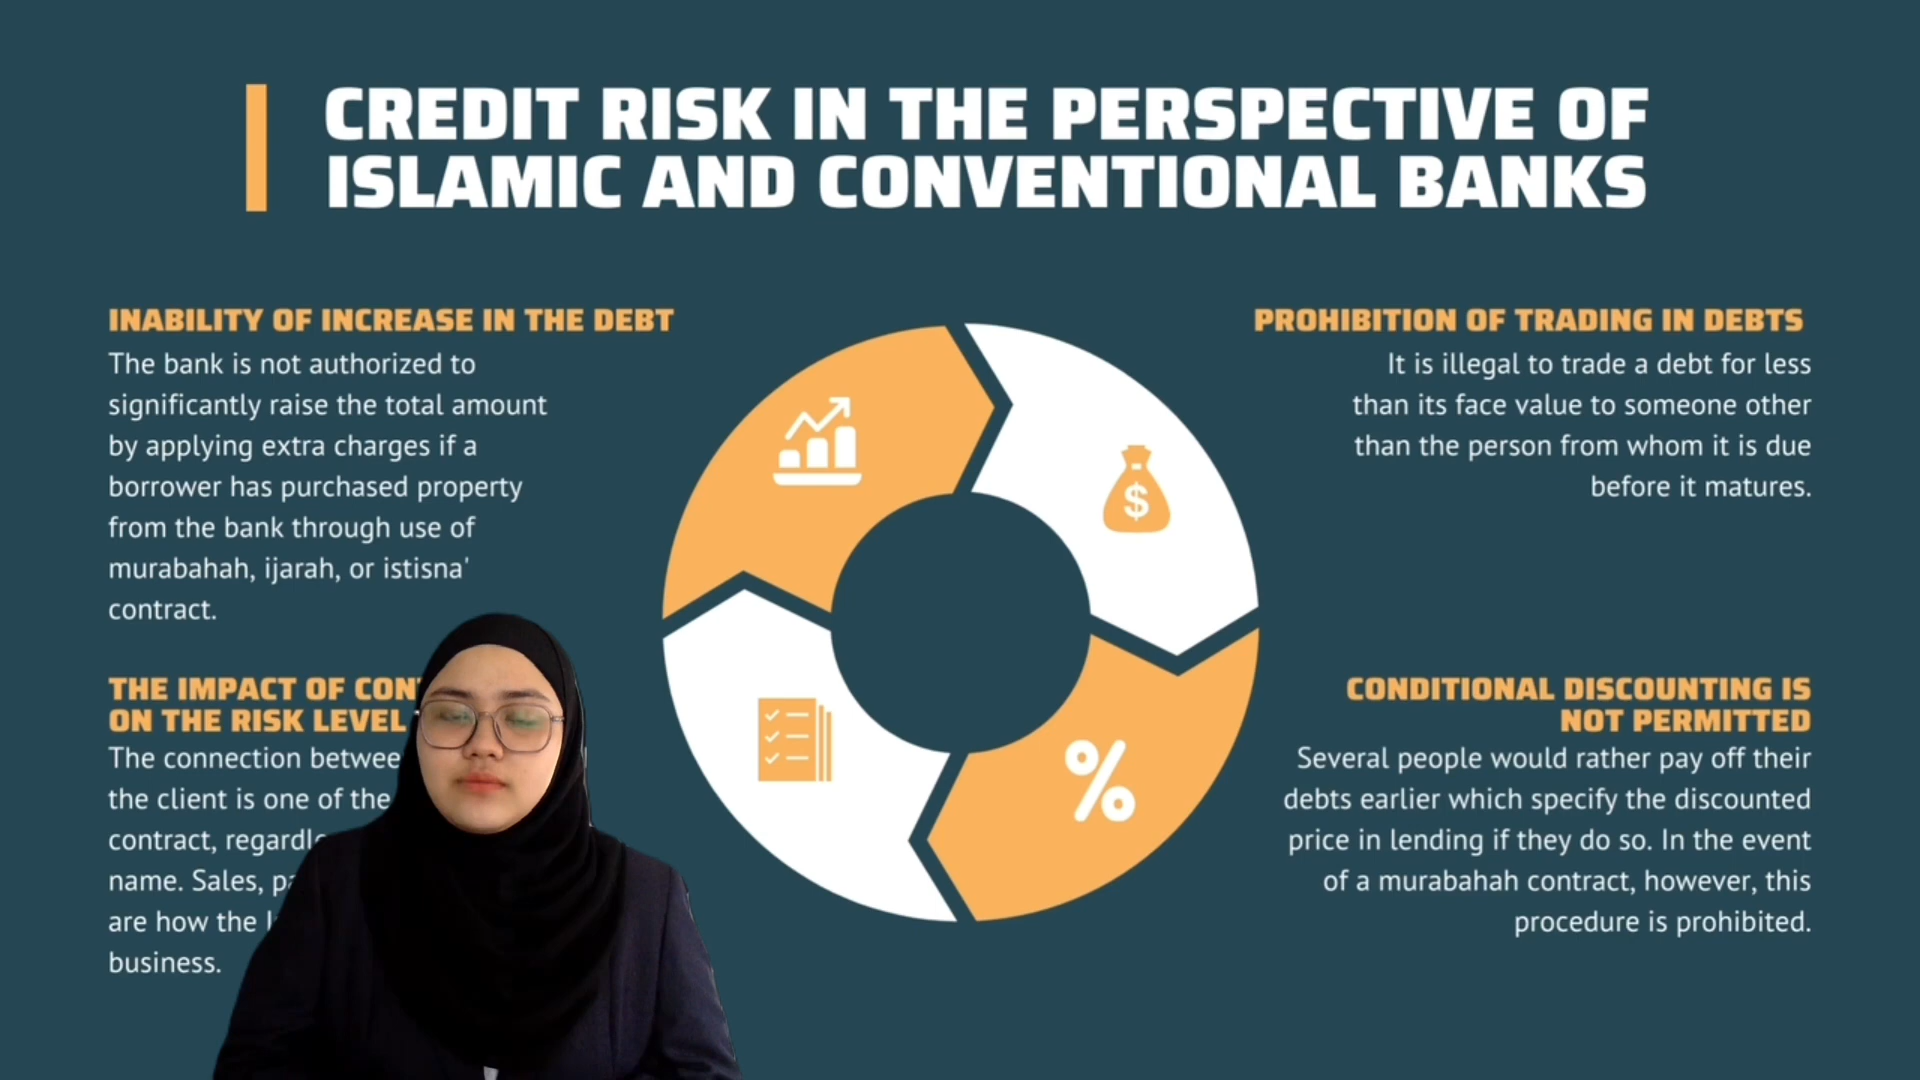 CREDIT RISK IN THE PERSPECTIVE OF
ISLAMIC AND CONVENTIONAL BANKS
INABILITY OF INCREASE IN THE DEBT
The bank is not authorized to
significantly raise the total amount
by applying extra charges if a
borrower has purchased property
from the bank through use of
murabahah, ijarah, or istisna'
contract.
PROHIBITION OF TRADING IN DEBTS
It is illegal to trade a debt for less
than its face value to someone other
than the person from whom it is due
before it matures.
THE IMPACT OF
ON THE RISK LEVEL
The connection
the client is one of the
contract,
name. Sales,
are how the
business.
CONDITIONAL DISCOUNTING IS
NOT PERMITTED
Several people would rather pay off their
debts earlier which specify the discounted
price in lending if they do so. In the event
of a murabahah contract, however, this
procedure is prohibited.
$
%